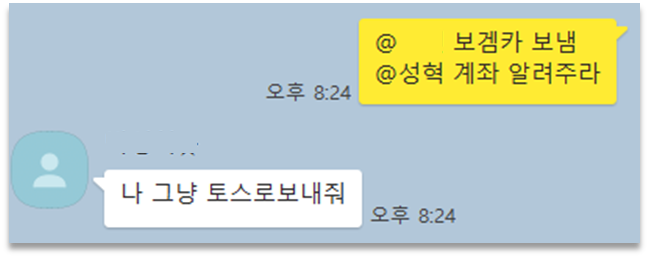 @ 보겜카 보냄
@성혁 계좌 알려주라
오후 8:24
나 그냥 토스로보내줘
오후 8:24